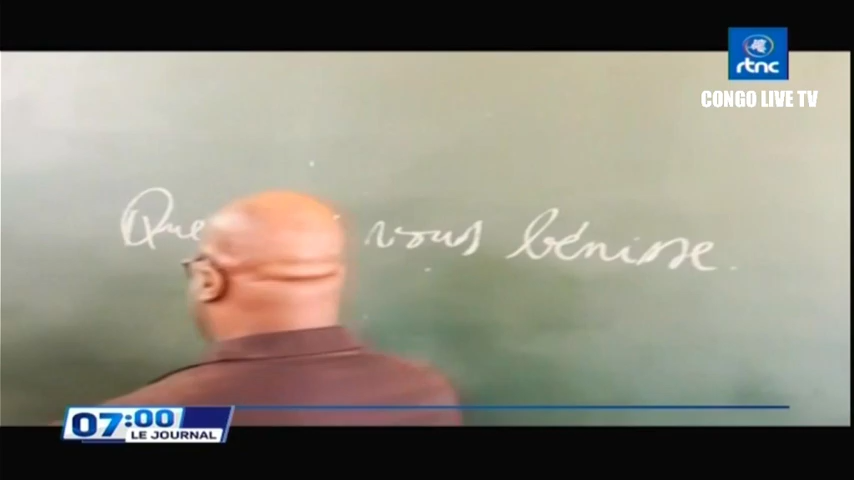 rtnc
CONGO LIVE TV
Que vous bénisse.
07:00
LE JOURNAL